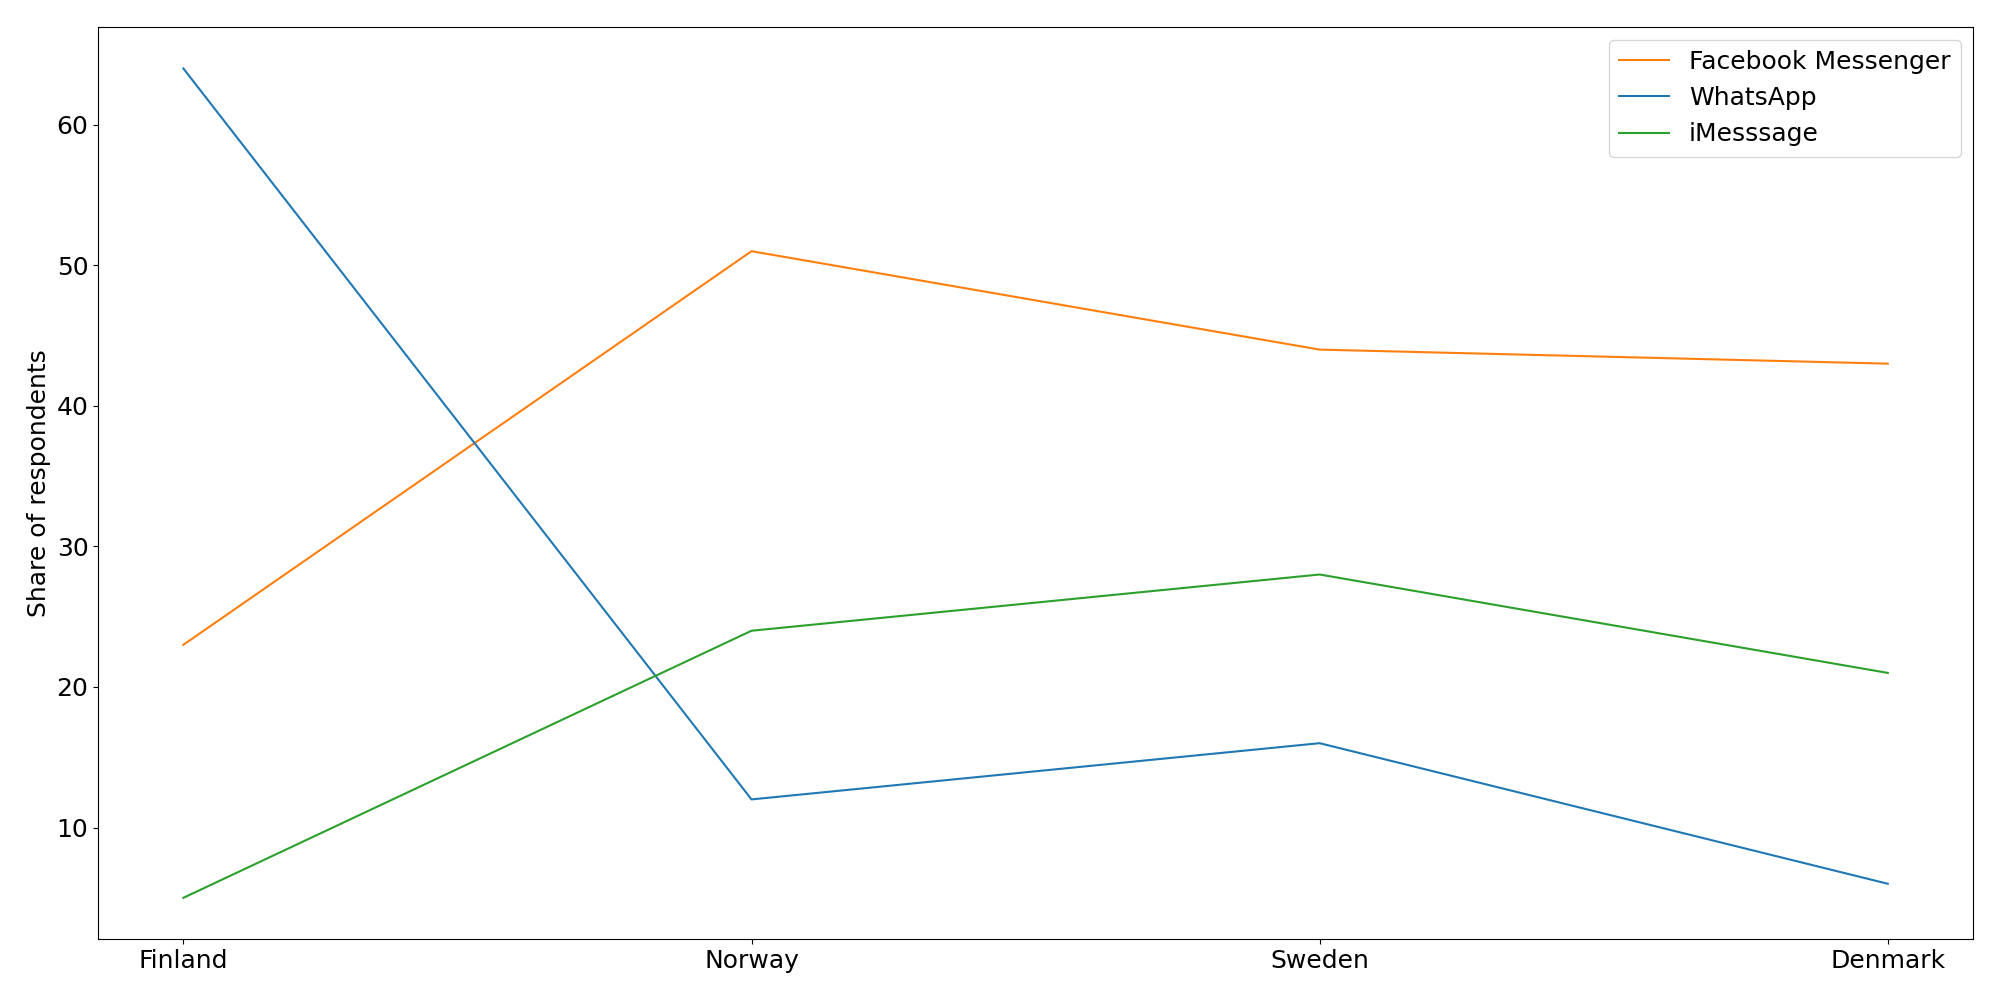 Facebook Messenger
WhatsApp
iMesssage
60
50
40
30
20
10
Share of respondents
Finland Norway Sweden Denmark